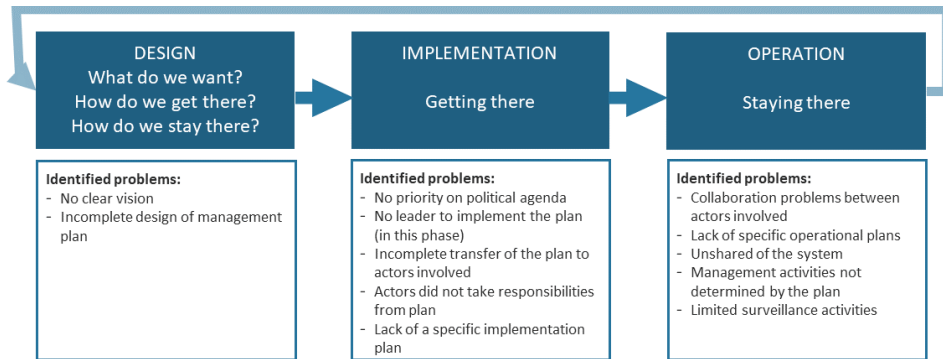 DESIGN
What do we want?
How do we get there?
How do we stay there?
IMPLEMENTATION
Getting there
OPERATION
Staying there
Identified problems:
- No clear vision
- Incomplete design of management
plan
Identified problems:
- No priority on political agenda
- No leader to implement the plan
(in this phase)
- Incomplete transfer of the plan to
actors involved
- Actors did not take responsibilities
from plan
- Lack of a specific implementation
plan
Identified problems:
- Collaboration problems between
actors involved
- Lack of specific operational plans
- Unshared of the system
- Management activities not
determined by the plan
- Limited surveillance activities